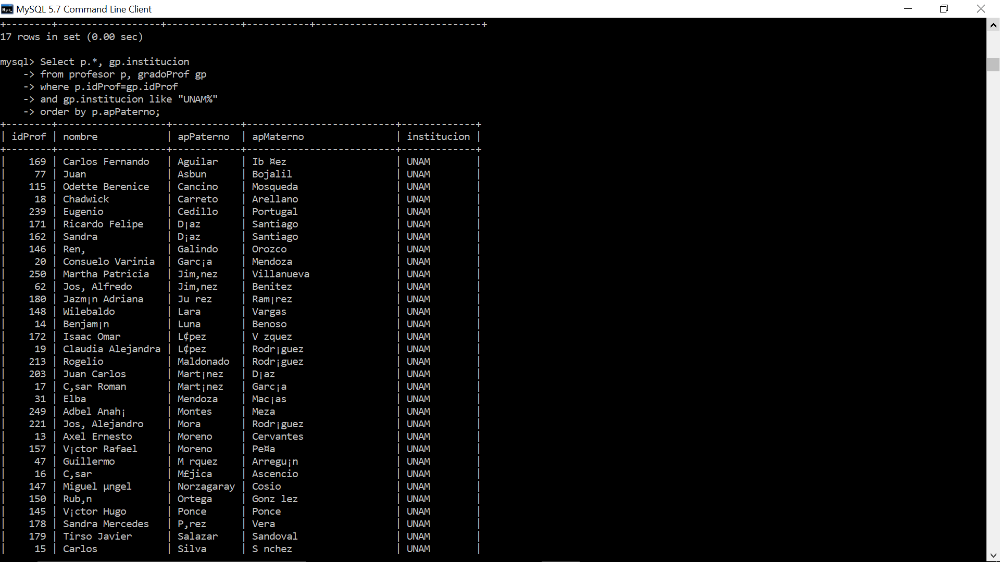 MySQL 5.7 Command Line Client
+--------+------------------+-------------+-----------+-----------------------------+
17 rows in set (0.00 sec)
mysql> Select p.*, gp.institucion
    -> from profesor p, gradoProf gp
    -> where p.idProf=gp.idProf
    -> and gp.institucion like "UNAM%"
    -> order by p.apPaterno;
+--------+-------------------+------------+--------------------------+-------------+
| idProf | nombre            | apPaterno  | apMaterno                | institucion |
+--------+-------------------+------------+--------------------------+-------------+
|    169 | Carlos Fernando   | Aguilar    | Ib ¤ez                   | UNAM        |
|     77 | Juan              | Asbun      | Bojalil                  | UNAM        |
|    115 | Odette Berenice   | Cancino    | Mosqueda                 | UNAM        |
|     18 | Chadwick          | Carreto    | Arellano                 | UNAM        |
|    239 | Eugenio           | Cedillo    | Portugal                 | UNAM        |
|    171 | Ricardo Felipe    | D¡az       | Santiago                 | UNAM        |
|    162 | Sandra            | D¡az       | Santiago                 | UNAM        |
|    146 | Ren‚              | Galindo    | Orozco                   | UNAM        |
|     20 | Consuelo Varinia  | Garc¡a     | Mendoza                  | UNAM        |
|    250 | Martha Patricia   | Jim‚nez    | Villanueva               | UNAM        |
|     62 | Jos‚ Alfredo      | Jim‚nez    | Benitez                  | UNAM        |
|    180 | Jazm¡n Adriana    | Ju rez     | Ram¡rez                  | UNAM        |
|    148 | Wilebaldo         | Lara       | Vargas                   | UNAM        |
|     14 | Benjam¡n          | Luna       | Benoso                   | UNAM        |
|    172 | Isaac Omar        | L¢pez      | V zquez                  | UNAM        |
|     19 | Claudia Alejandra | L¢pez      | Rodr¡guez                | UNAM        |
|    213 | Rogelio           | Maldonado  | Rodr¡guez                | UNAM        |
|    203 | Juan Carlos       | Mart¡nez   | D¡az                     | UNAM        |
|     17 | C‚sar Roman       | Mart¡nez   | Garc¡a                   | UNAM        |
|     31 | Elba              | Mendoza    | Mac¡as                   | UNAM        |
|    249 | Adbel Anah¡       | Montes     | Meza                     | UNAM        |
|    221 | Jos‚ Alejandro    | Mora       | Rodr¡guez                | UNAM        |
|     13 | Axel Ernesto      | Moreno     | Cervantes                | UNAM        |
|    157 | V¡ctor Rafael     | Moreno     | Pe¤a                     | UNAM        |
|     47 | Guillermo         | M rquez    | Arregu¡n                 | UNAM        |
|     16 | C‚sar             | M£jica     | Ascencio                 | UNAM        |
|    147 | Miguel µngel      | Norzagaray | Cosio                    | UNAM        |
|    150 | Rub‚n             | Ortega     | Gonz lez                 | UNAM        |
|    145 | V¡ctor Hugo       | Ponce      | Ponce                    | UNAM        |
|    178 | Sandra Mercedes   | P‚rez      | Vera                     | UNAM        |
|    179 | Tirso Javier      | Salazar    | Sandoval                 | UNAM        |
|     15 | Carlos            | Silva      | S nchez                  | UNAM        |